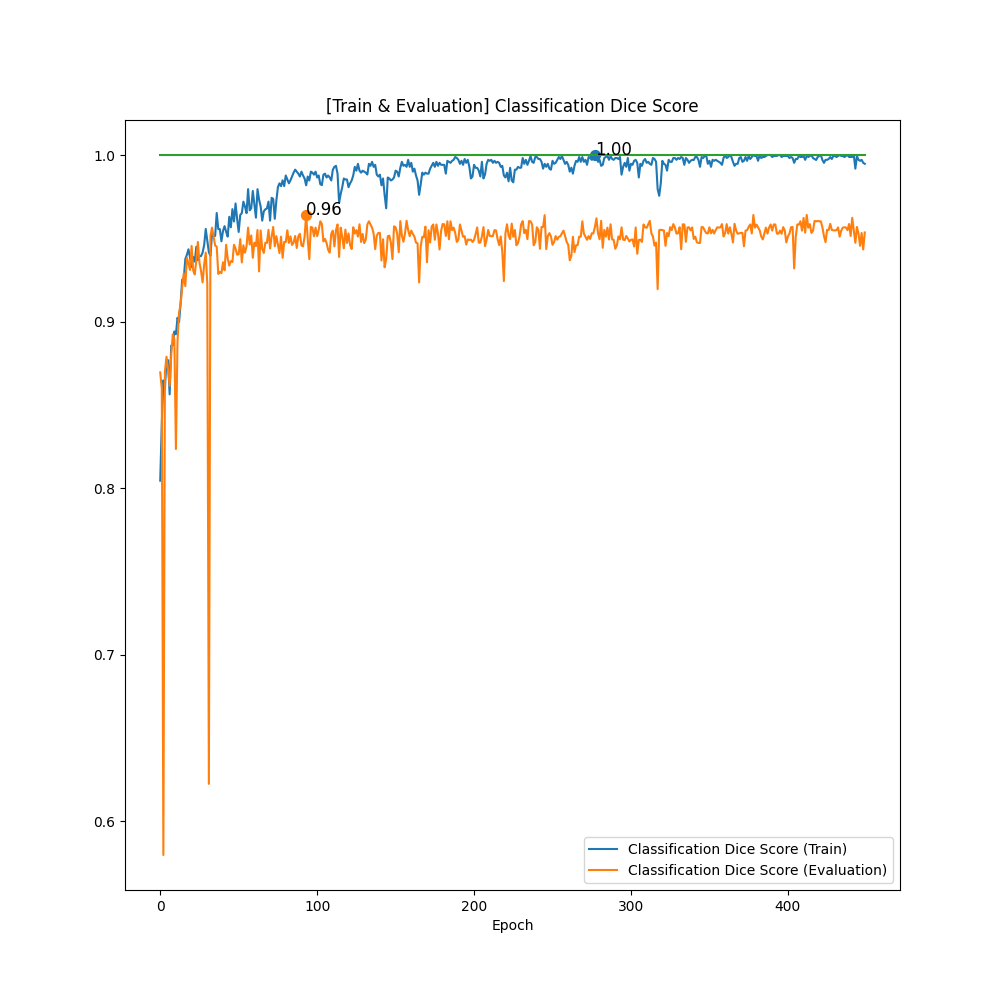 [Train & Evaluation] Classification Dice Score
1.0
1.00
0.96
0.9
0.8
0.7
0.6
Classification Dice Score (Train)
Classification Dice Score (Evaluation)
0 100 200 300 400
Epoch